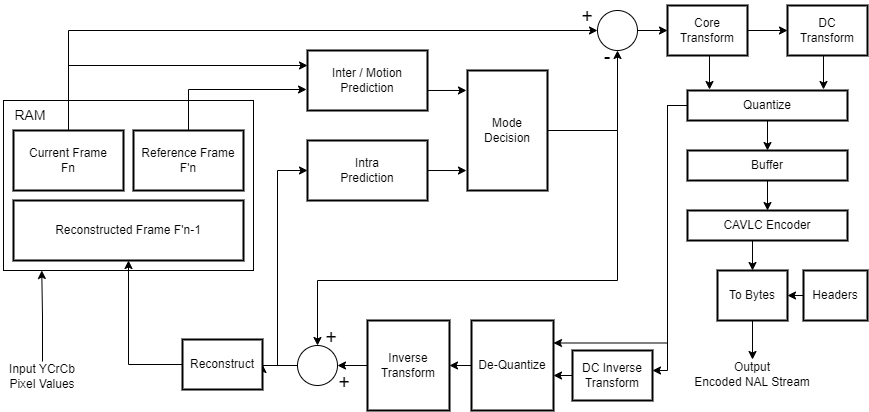 +
Core
Transform
DC
Transform
-
Inter / Motion
Prediction
Mode
Decision
Quantize
RAM
Current Frame
Fn
Reference Frame
F'n
Intra
Prediction
Buffer
Reconstructed Frame F'n-1
CAVLC Encoder
To Bytes
Headers
+
Reconstruct
+
Inverse
Transform
De-Quantize
DC Inverse
Transform
Input YCrCb
Pixel Values
Output
Encoded NAL Stream